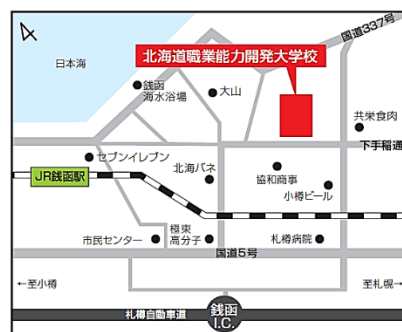 国道337号
日本海
北海道職業能力開発大学校
銭函
海水浴場
大山
共栄食肉
下手稲通
セブンイレブン
JR銭函駅
北海バネ
協和商事
小樽ビール
市民センター
極東
高分子
札樽病院
国道5号
←至小樽
至札幌→
札樽自動車道
銭函
I.C.